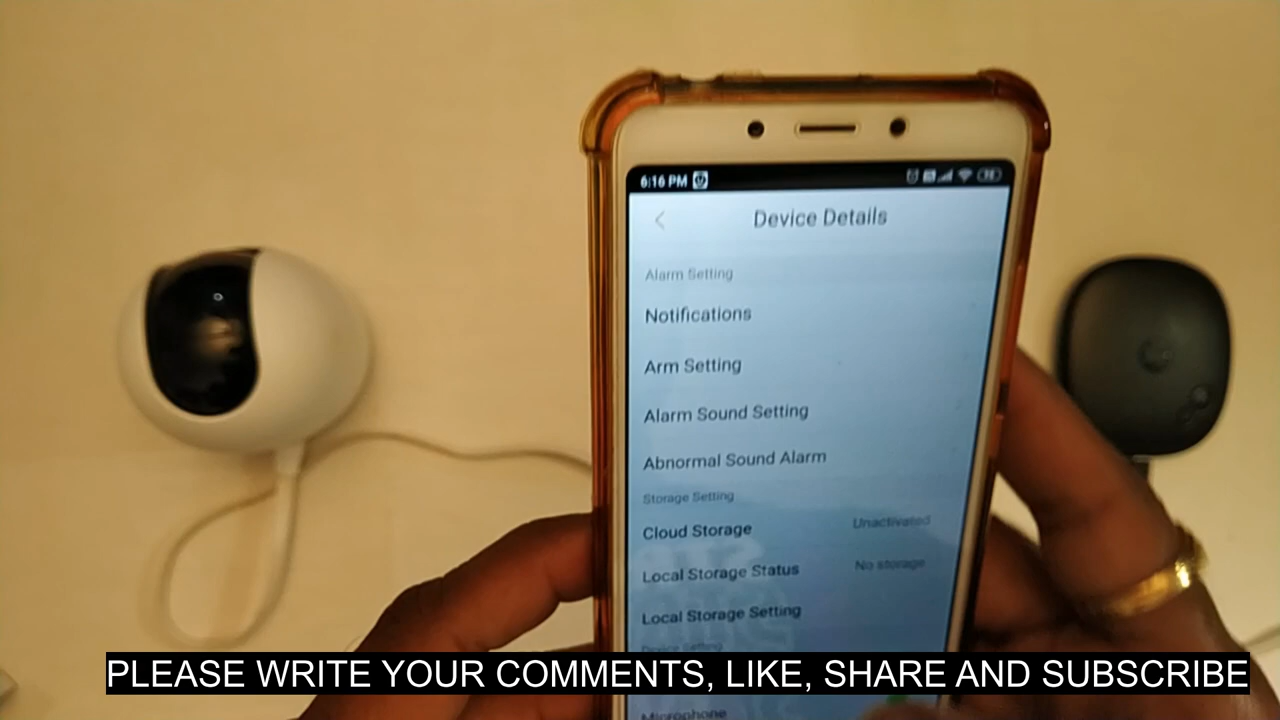 6:16 PM
Device Details
Alarm Setting
Notifications
Arm Setting
Alarm Sound Setting
Abnormal Sound Alarm
Storage Setting
Cloud Storage Unactivated
Local Storage Status No storage
Local Storage Setting
Device Setting
PLEASE WRITE YOUR COMMENTS, LIKE, SHARE AND SUBSCRIBE
Microphone